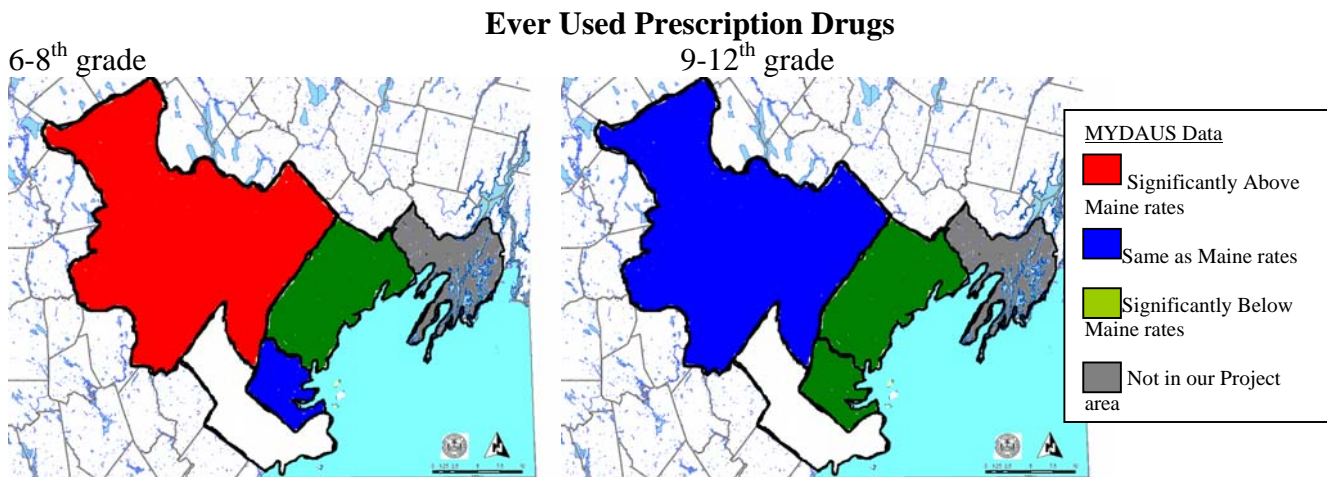 Ever Used Prescription Drugs
6-8th grade
9-12th grade
MYDAUS Data
Significantly Above
Maine rates
Same as Maine rates
Significantly Below
Maine rates
Not in our Project
area